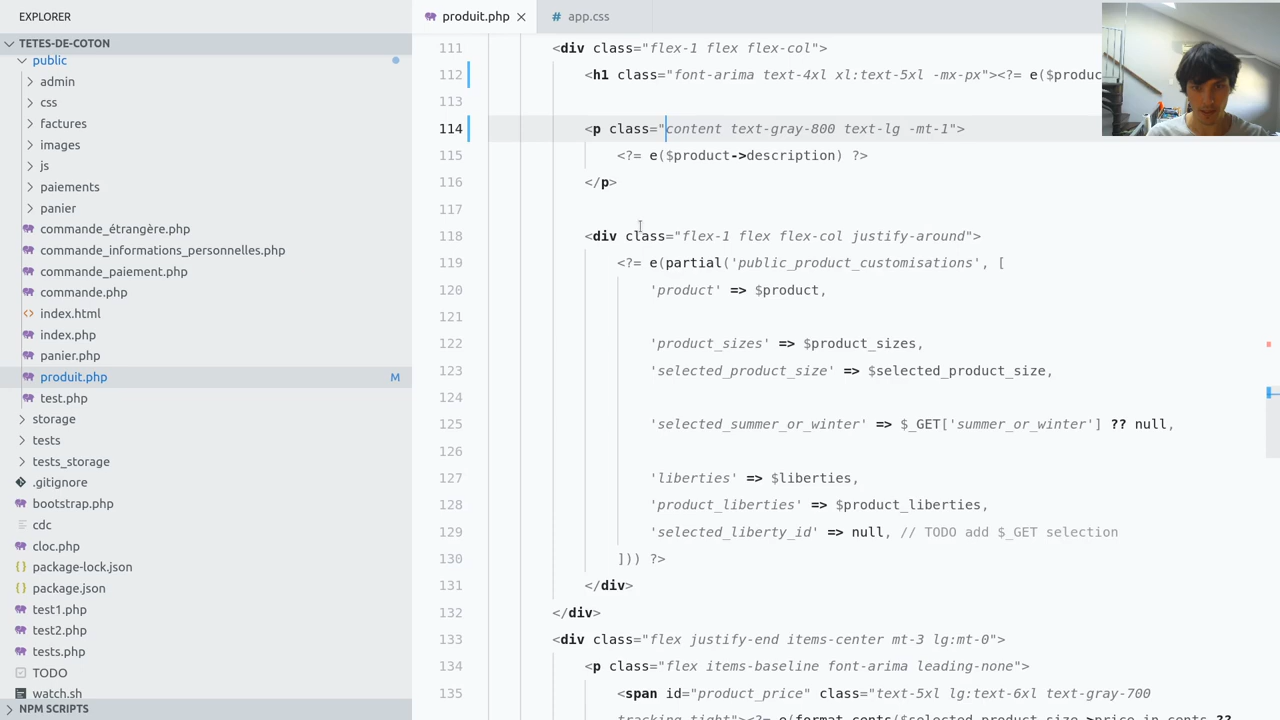 EXPLORER
TETES-DE-COTON
public
admin
css
factures
images
js
paiements
panier
commande_étrangère.php
commande_informations_personnelles.php
commande_paiement.php
commande.php
index.html
index.php
panier.php
produit.php M
test.php
storage
tests
tests_storage
.gitignore
bootstrap.php
cdc
cloc.php
package-lock.json
package.json
test1.php
test2.php
tests.php
TODO
watch.sh
NPM SCRIPTS
produit.php
# app.css
111 <div class="flex-1 flex flex-col">
112 <h1 class="font-arima text-4xl xl:text-5xl -mx-px"><?= e($produc
113
114 <p class="content text-gray-800 text-lg -mt-1">
115 <?= e($product->description) ?>
116 </p>
117
118 <div class="flex-1 flex flex-col justify-around">
119 <?= e(partial('public_product_customisations', [
120 'product' => $product,
121
122 'product_sizes' => $product_sizes,
123 'selected_product_size' => $selected_product_size,
124
125 'selected_summer_or_winter' => $_GET['summer_or_winter'] ?? null,
126
127 'liberties' => $liberties,
128 'product_liberties' => $product_liberties,
129 'selected_liberty_id' => null, // TODO add $_GET selection
130 ])) ?>
131 </div>
132 </div>
133 <div class="flex justify-end items-center mt-3 lg:mt-0">
134 <p class="flex items-baseline font-arima leading-none">
135 <span id="product_price" class="text-5xl lg:text-6xl text-gray-700
tracking-tight"><?= e(format_cents($selected_product_size->price_in_cents ??